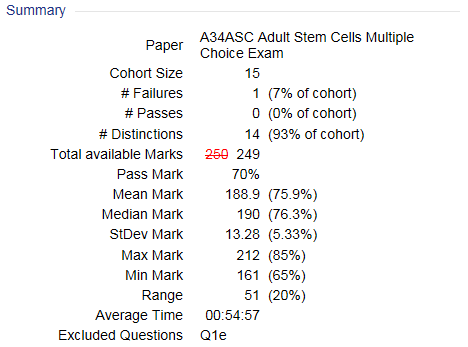 Summary
Paper A34ASC Adult Stem Cells Multiple
Choice Exam
Cohort Size 15
# Failures 1 (7% of cohort)
# Passes 0 (0% of cohort)
# Distinctions 14 (93% of cohort)
Total available Marks 250 249
Pass Mark 70%
Mean Mark 188.9 (75.9%)
Median Mark 190 (76.3%)
StDev Mark 13.28 (5.33%)
Max Mark 212 (85%)
Min Mark 161 (65%)
Range 51 (20%)
Average Time 00:54:57
Excluded Questions Q1e